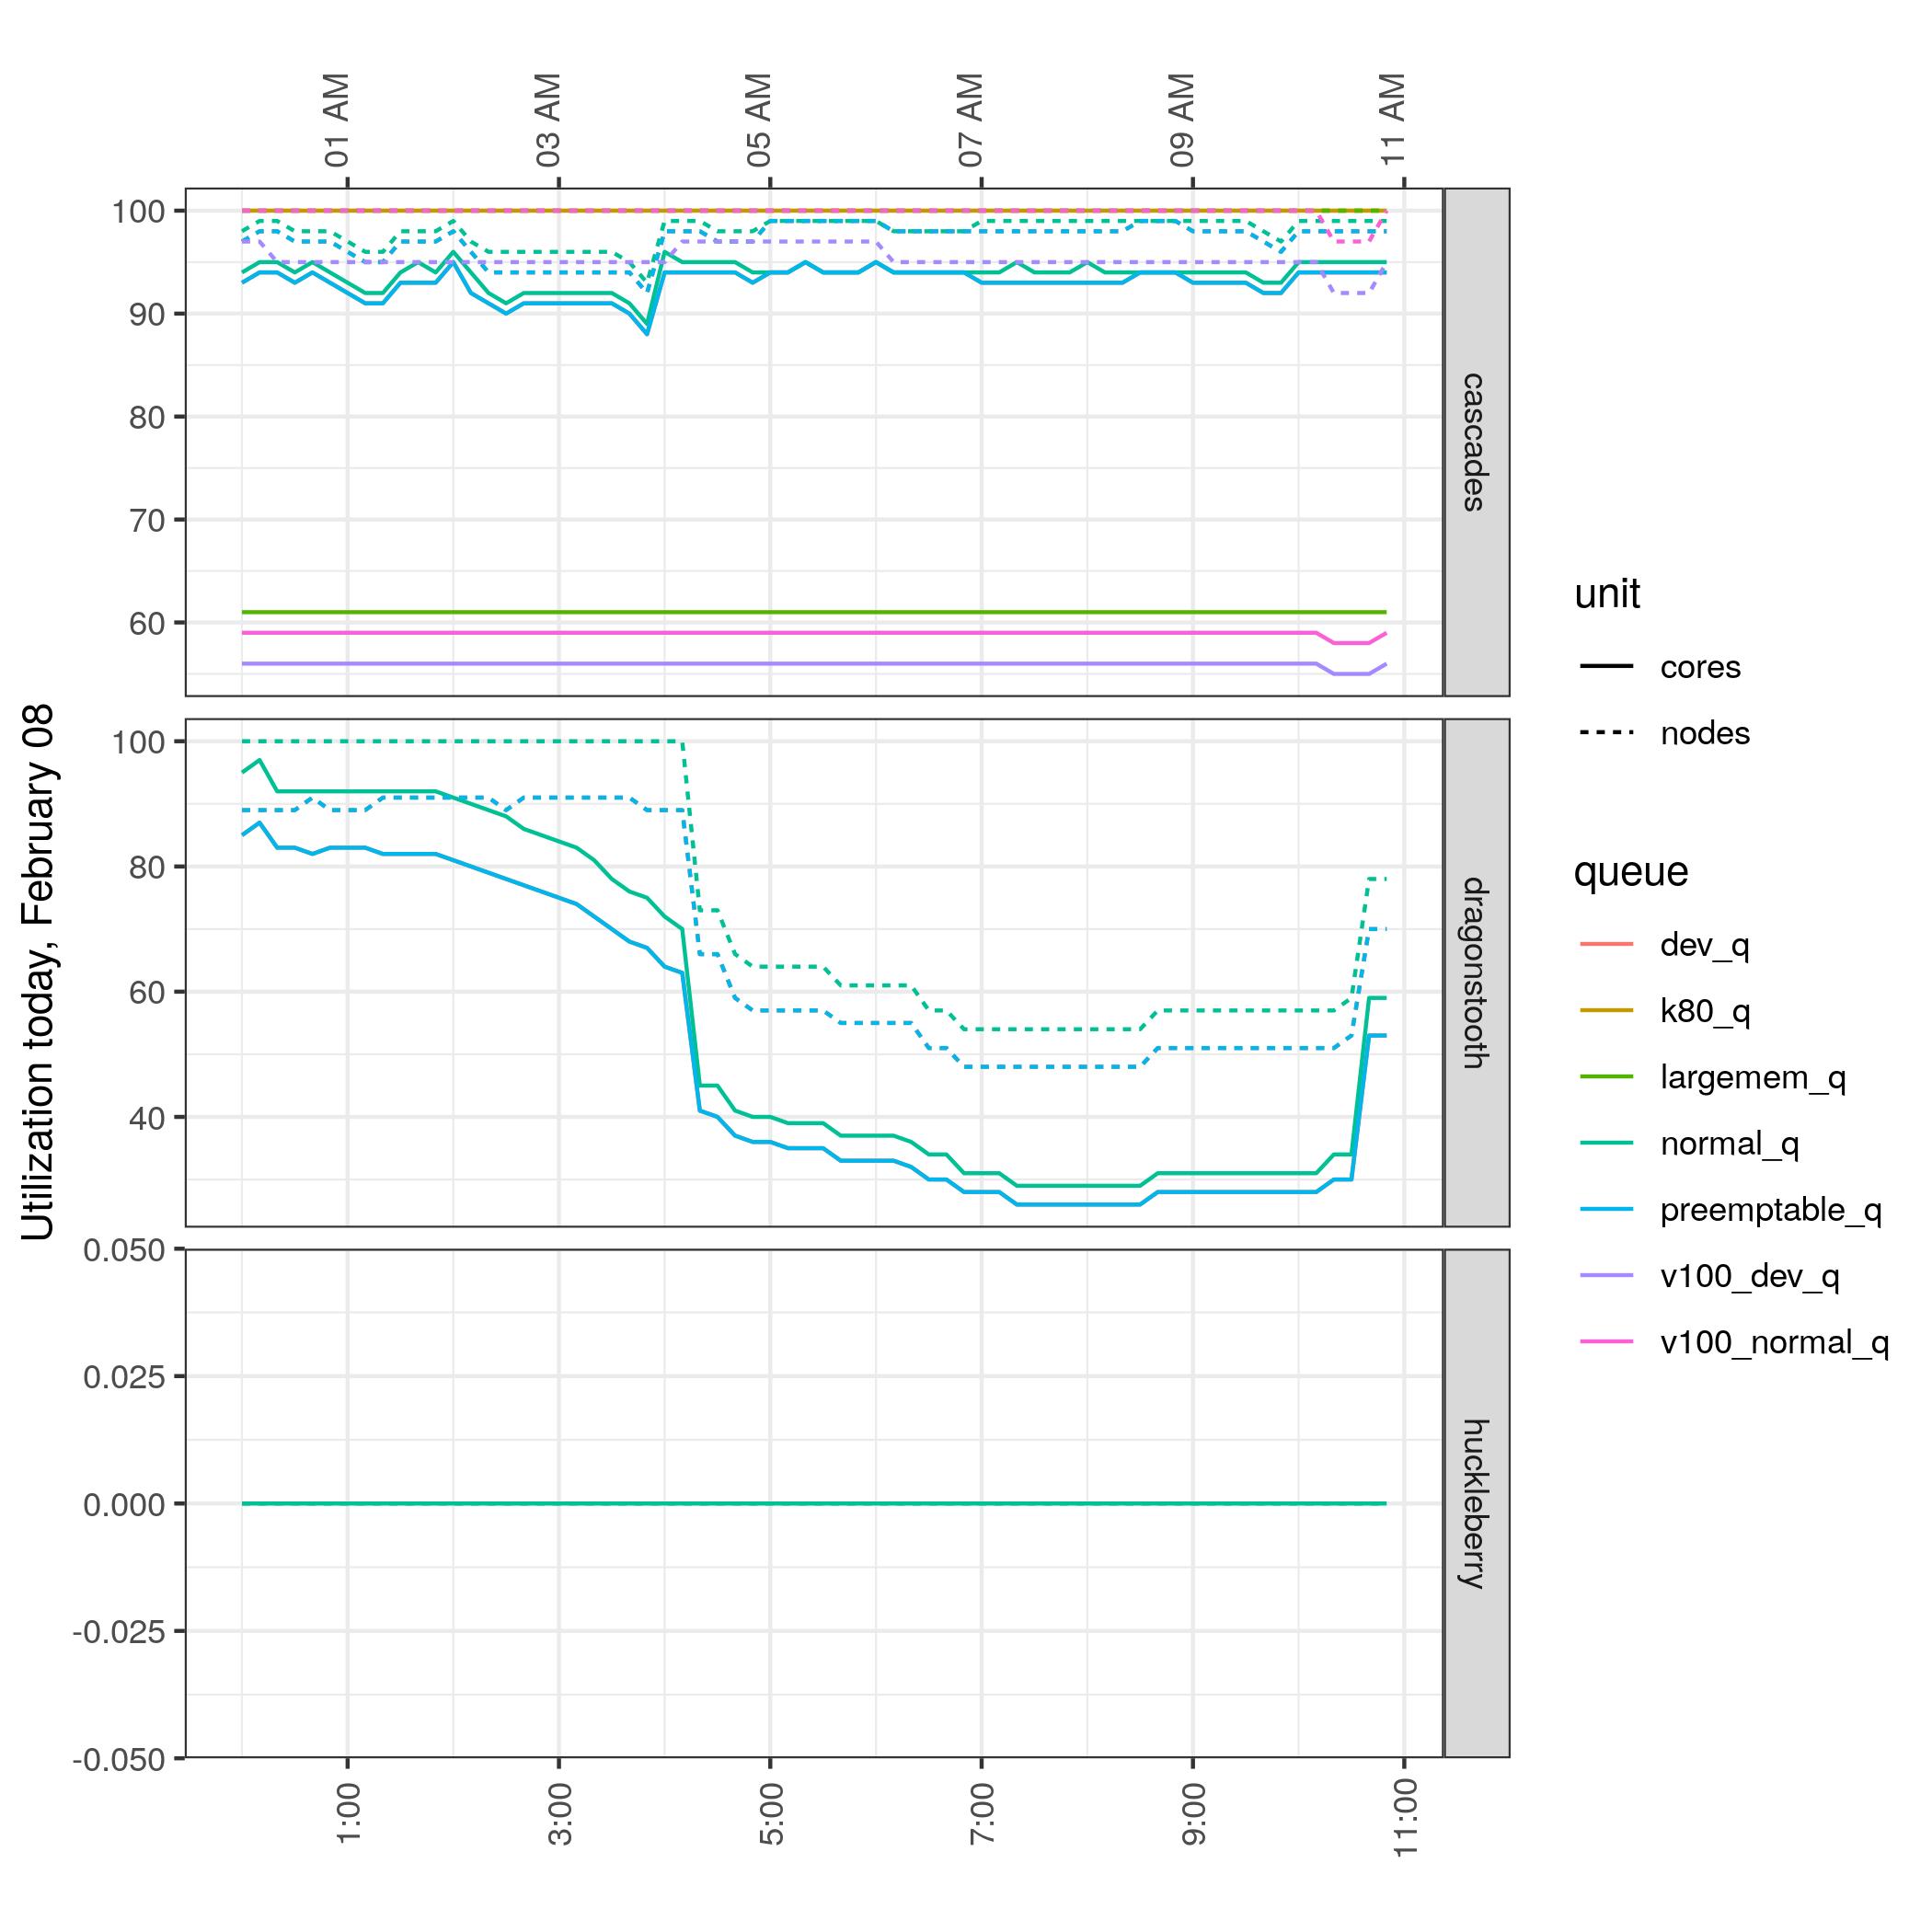 01 AM
03 AM
05 AM
07 AM
09 AM
11 AM
Utilization today, February 08
100
90
80
70
60
cascades
100
80
60
40
dragonstooth
0.050
0.025
0.000
-0.025
-0.050
huckleberry
1:00
3:00
5:00
7:00
9:00
11:00
unit
cores
nodes
queue
dev_q
k80_q
largemem_q
normal_q
preemptable_q
v100_dev_q
v100_normal_q